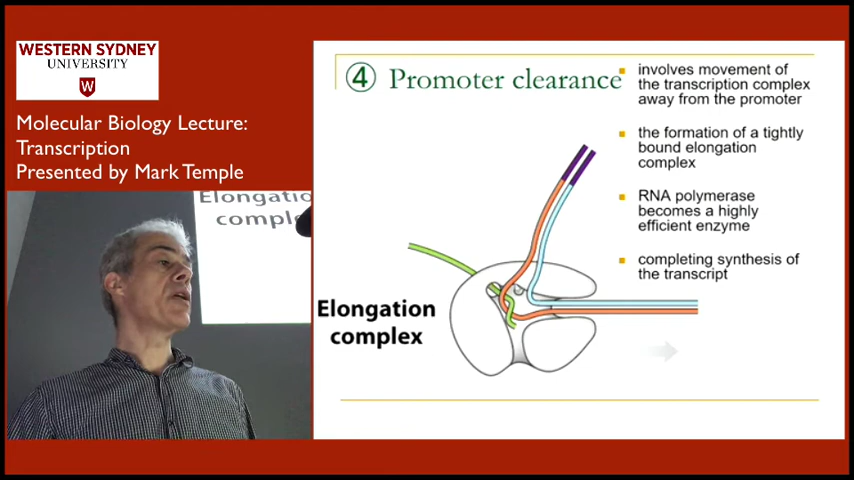 WESTERN SYDNEY
UNIVERSITY
W
Molecular Biology Lecture:
Transcription
Presented by Mark Temple
Elongatio
comple
④ Promoter clearance
involves movement of
the transcription complex
away from the promoter
the formation of a tightly
bound elongation
complex
RNA polymerase
becomes a highly
efficient enzyme
completing synthesis of
the transcript
Elongation
complex